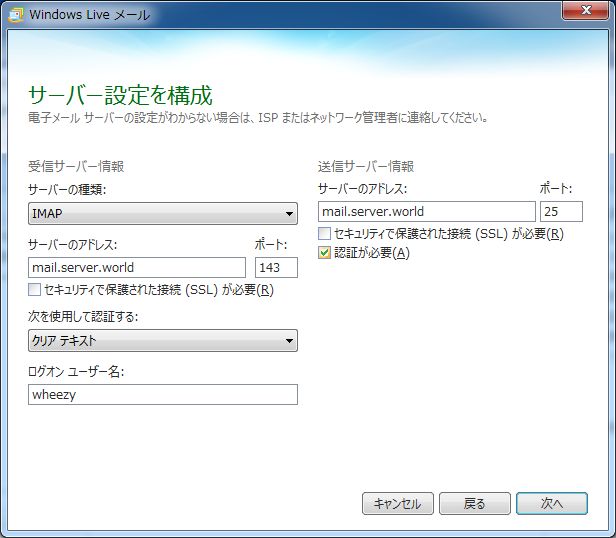 Windows Live メール
サーバー設定を構成
電子メール サーバーの設定がわからない場合は、ISP またはネットワーク管理者に連絡してください。
受信サーバー情報
サーバーの種類:
IMAP
サーバーのアドレス: ポート:
mail.server.world 143
セキュリティで保護された接続 (SSL) が必要(R)
次を使用して認証する:
クリア テキスト
ログオン ユーザー名:
wheezy
送信サーバー情報
サーバーのアドレス: ポート:
mail.server.world 25
セキュリティで保護された接続 (SSL) が必要(R)
認証が必要(A)
キャンセル 戻る 次へ